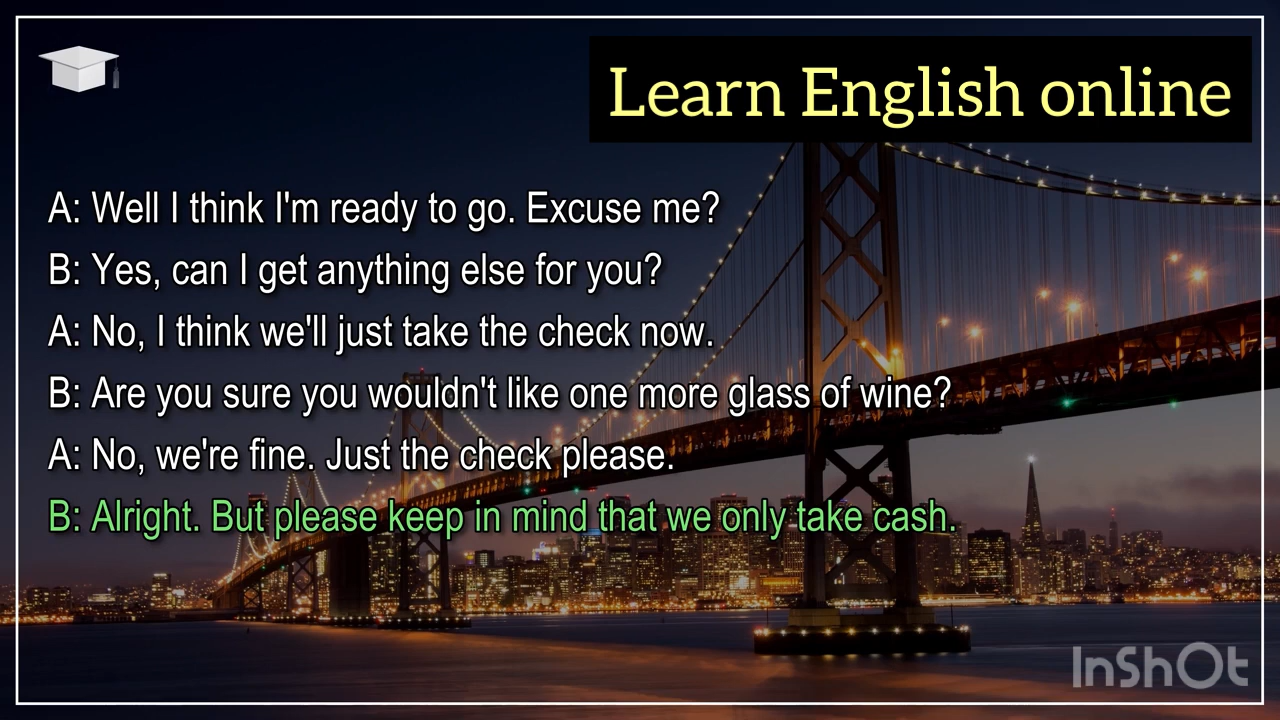 Learn English online
A: Well I think I'm ready to go. Excuse me?
B: Yes, can I get anything else for you?
A: No, I think we'll just take the check now.
B: Are you sure you wouldn't like one more glass of wine?
A: No, we're fine. Just the check please.
B: Alright. But please keep in mind that we only take cash.
InShOt